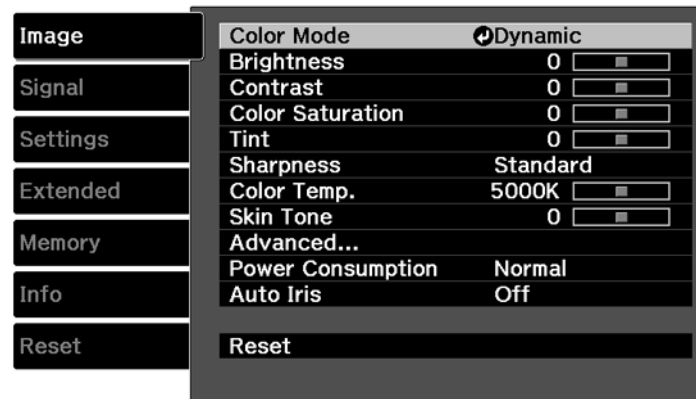 Image
Signal
Settings
Extended
Memory
Info
Reset
Color Mode Dynamic
Brightness 0
Contrast 0
Color Saturation 0
Tint 0
Sharpness Standard
Color Temp. 5000K
Skin Tone 0
Advanced...
Power Consumption Normal
Auto Iris Off
Reset